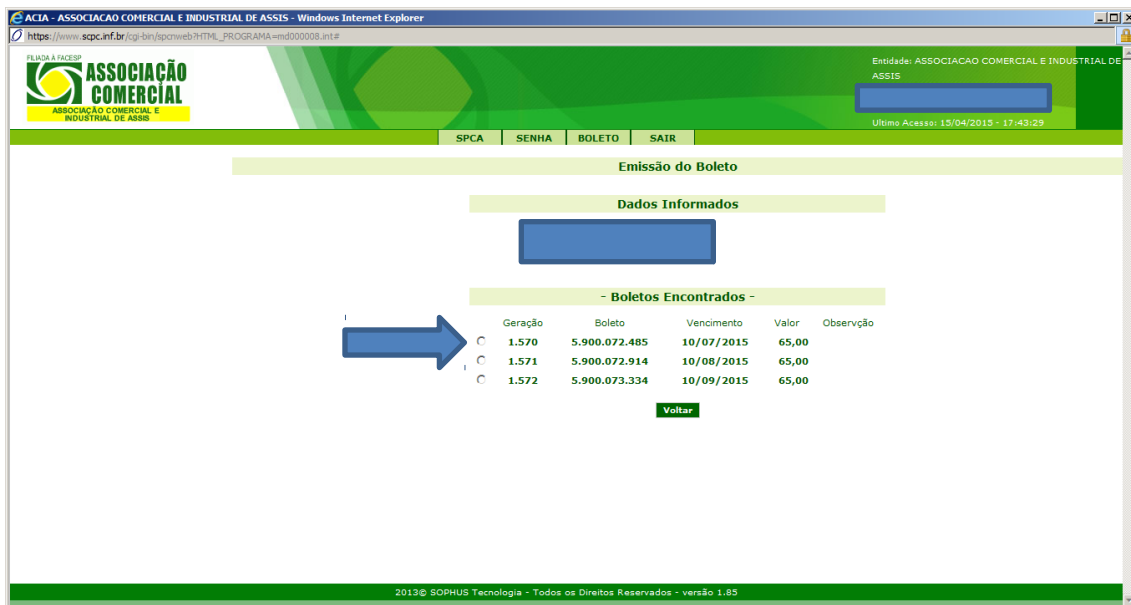 ACIA - ASSOCIACAO COMERCIAL E INDUSTRIAL DE ASSIS - Windows Internet Explorer
https://www.scpc.inf.br/cgi-bin/spcnweb?HTML_PROGRAMA=md000008.int#
FILIADA À FACESP
ASSOCIAÇÃO
COMERCIAL
ASSOCIAÇÃO COMERCIAL E
INDUSTRIAL DE ASSIS
Entidade: ASSOCIACAO COMERCIAL E INDUSTRIAL DE
ASSIS
Ultimo Acesso: 15/04/2015 - 17:43:29
SPCA SENHA BOLETO SAIR
Emissão do Boleto
Dados Informados
- Boletos Encontrados -
Geração Boleto Vencimento Valor Observção
1.570 5.900.072.485 10/07/2015 65,00
1.571 5.900.072.914 10/08/2015 65,00
1.572 5.900.073.334 10/09/2015 65,00
Voltar
2013© SOPHUS Tecnologia - Todos os Direitos Reservados - versão 1.85